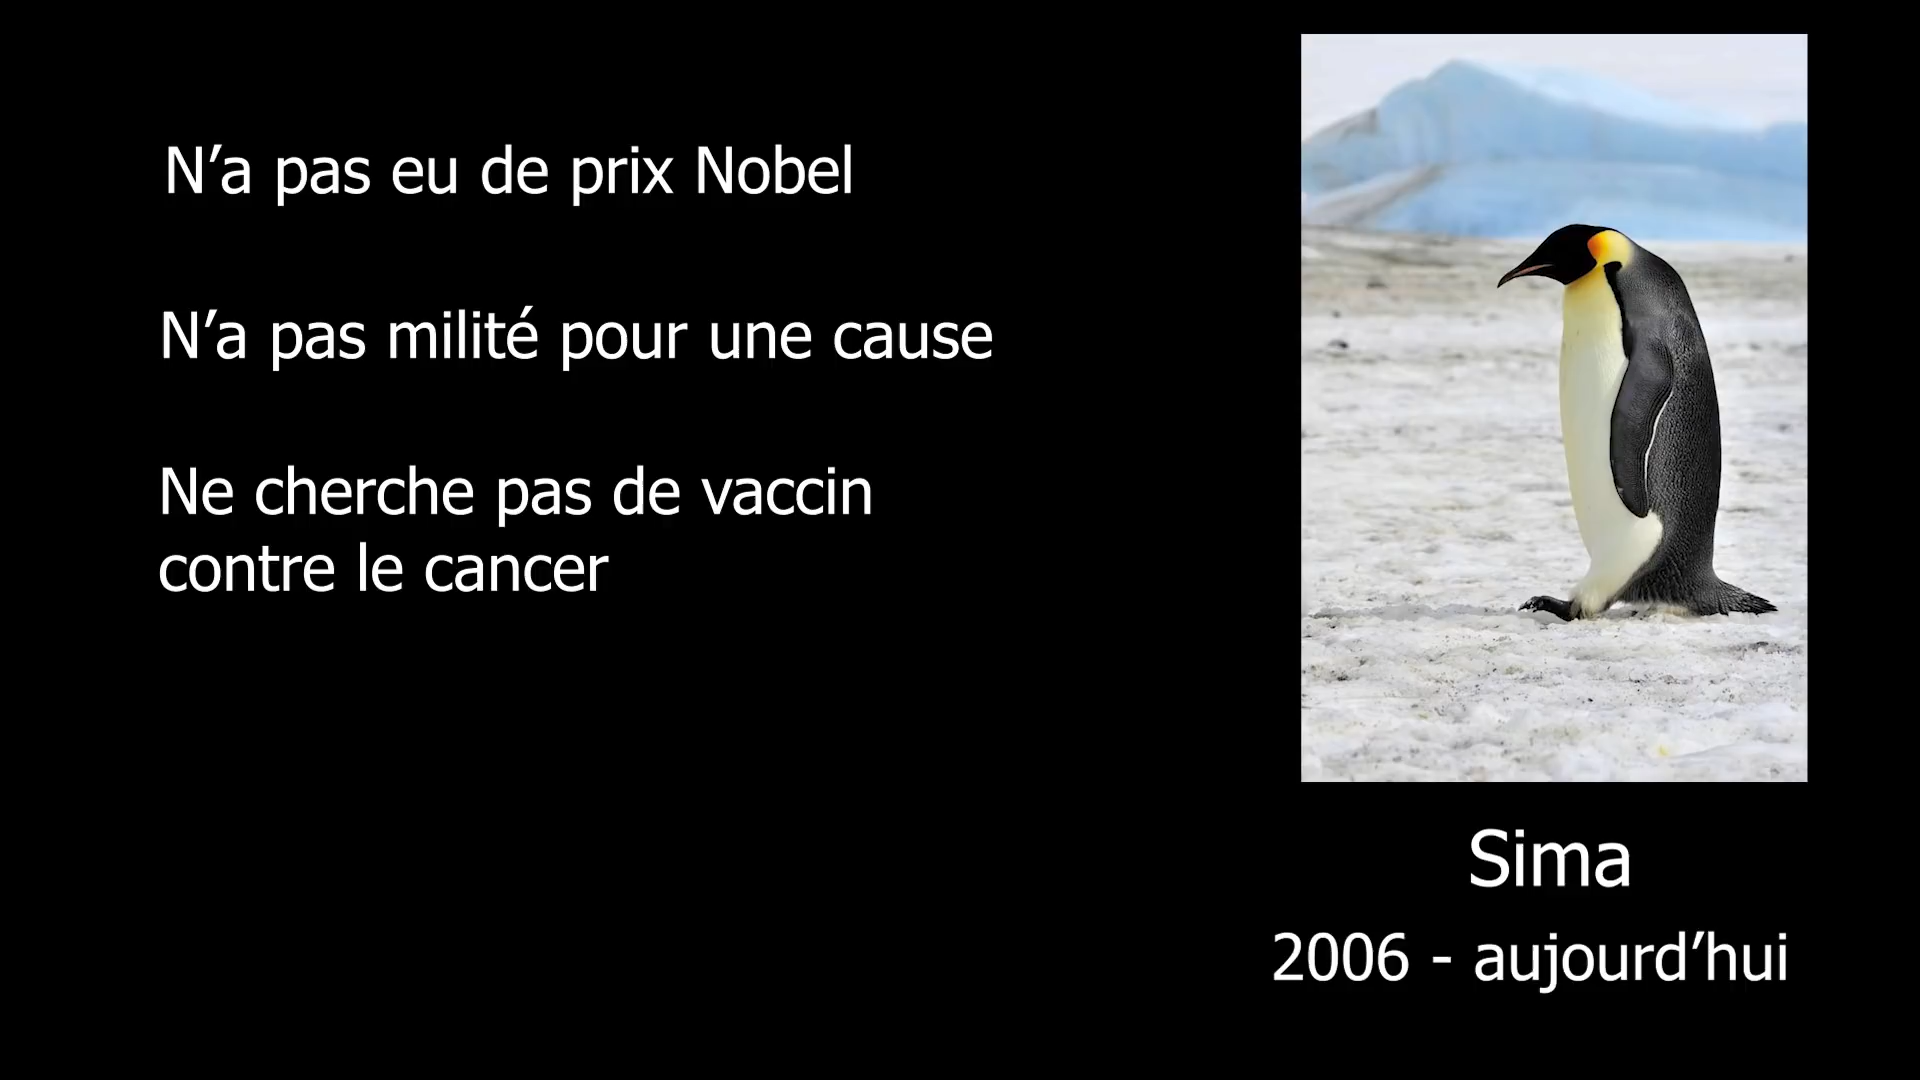 N’a pas eu de prix Nobel
N’a pas milité pour une cause
Ne cherche pas de vaccin
contre le cancer
Sima
2006 - aujourd’hui